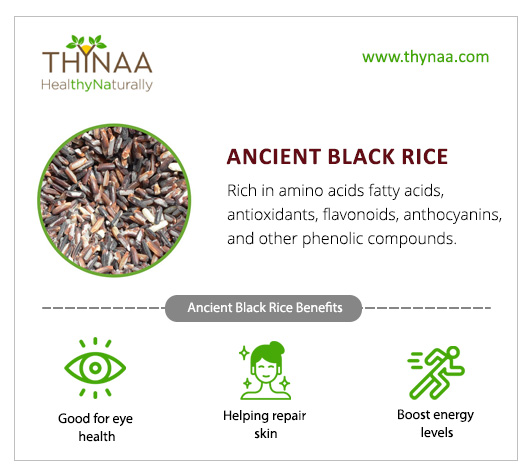 THYNAA
HealthyNaturally
www.thynaa.com
ANCIENT BLACK RICE
Rich in amino acids fatty acids,
antioxidants, flavonoids, anthocyanins,
and other phenolic compounds.
Ancient Black Rice Benefits
Good for eye
health
Helping repair
skin
Boost energy
levels